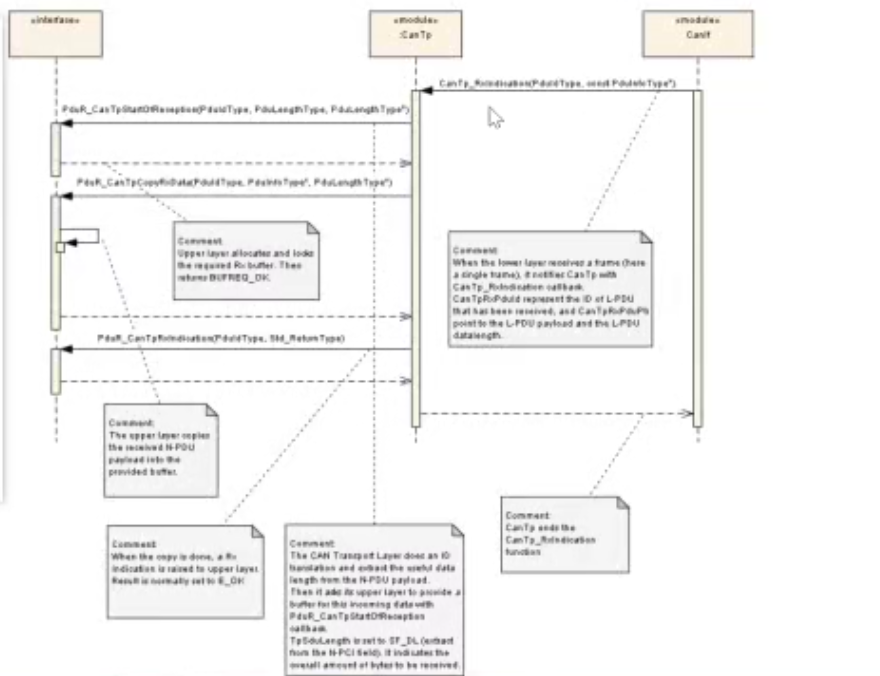 «interface»
«module»
:CanTp
«module»
CanIf
CanTp_RxIndication(PduIdType, const PduInfoType*)
PduR_CanTpStartOfReception(PduIdType, PduLengthType, PduLengthType*)
PduR_CanTpCopyRxData(PduIdType, PduInfoType*, PduLengthType*)
Comment:
Upper layer allocates and locks
the required Rx buffer. Then
returns BUFREQ_OK.
Comment:
When the lower layer receives a frame (here
a single frame), it notifies CanTp with
CanTp_RxIndication callback.
CanTpRxPduId represent the ID of L-PDU
that has been received, and CanTpRxPduPtr
point to the L-PDU payload and the L-PDU
datalength.
PduR_CanTpRxIndication(PduIdType, Std_ReturnType)
Comment:
The upper layer copies
the received N-PDU
payload into the
provided buffer.
Comment:
CanTp ends the
CanTp_RxIndication
function
Comment:
When the copy is done, a Rx
indication is raised to upper layer.
Result is normally set to E_OK
Comment:
The CAN Transport Layer does an ID
translation and extract the useful data
length from the N-PDU payload.
Then it asks its upper layer to provide a
buffer for this incoming data with
PduR_CanTpStartOfReception
callback.
TpSduLength is set to SF_DL (extract
from the N-PCI field). It indicates the
overall amount of bytes to be received.